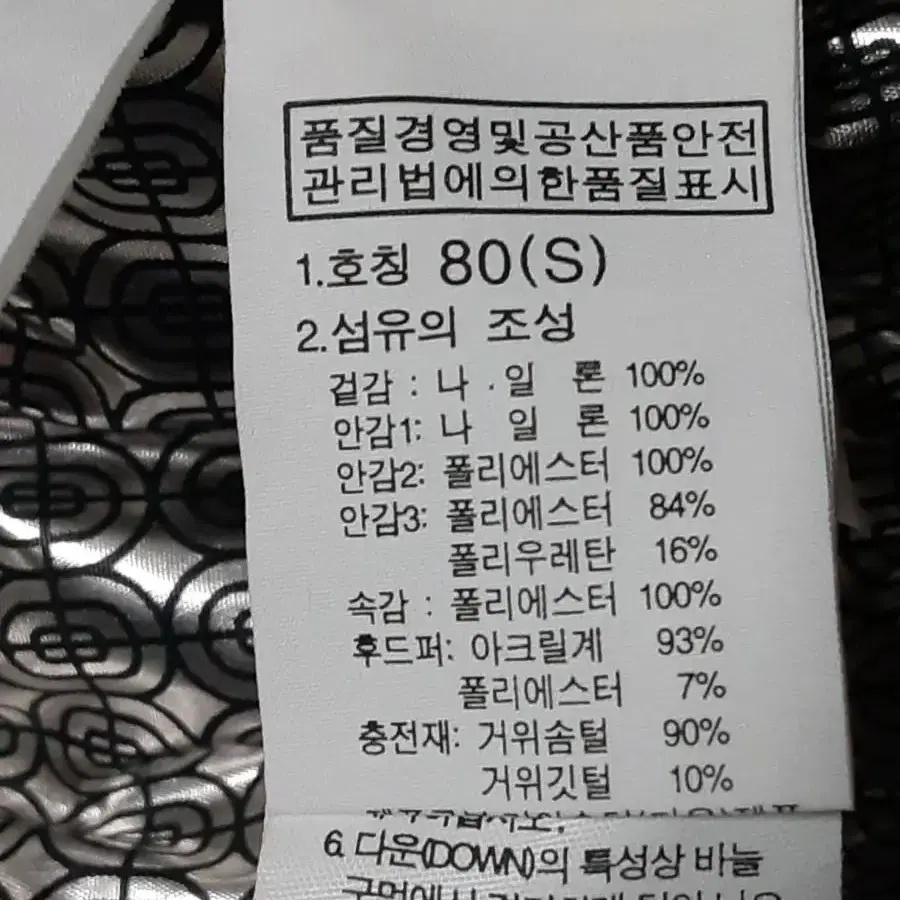 품질경영및공산품안전
관리법에의한품질표시
1.호칭 80(S)
2.섬유의 조성
겉감 : 나 일 론 100%
안감1: 나 일 론 100%
안감2: 폴리에스터 100%
안감3: 폴리에스터 84%
폴리우레탄 16%
속감 : 폴리에스터 100%
후드퍼: 아크릴계 93%
폴리에스터 7%
충전재: 거위솜털 90%
거위깃털 10%
6.다운(DOWN)의 특성상 바늘